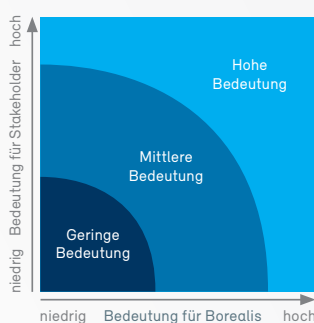 hoch
Bedeutung für Stakeholder
niedrig
Hohe
Bedeutung
Mittlere
Bedeutung
Geringe
Bedeutung
niedrig Bedeutung für Borealis hoch